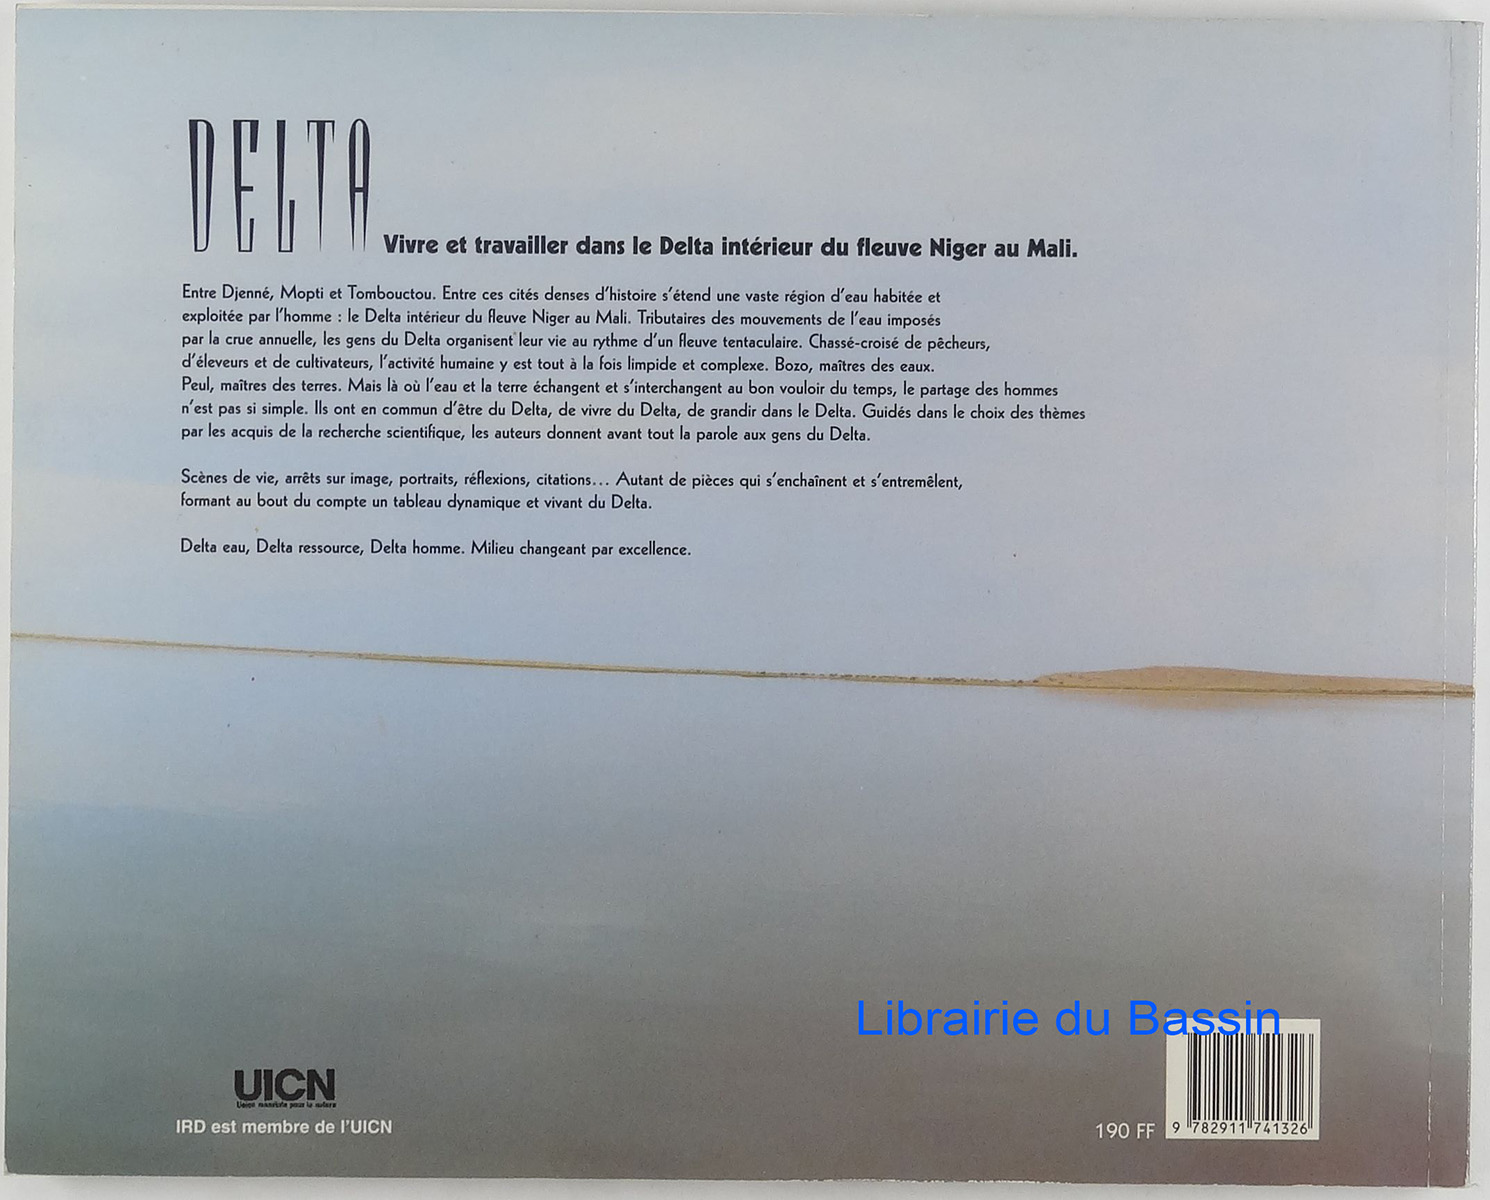 DELTA
Vivre et travailler dans le Delta intérieur du fleuve Niger au Mali.
Entre Djenné, Mopti et Tombouctou. Entre ces cités denses d'histoire s'étend une vaste région d'eau habitée et
exploitée par l'homme : le Delta intérieur du fleuve Niger au Mali. Tributaires des mouvements de l'eau imposés
par la crue annuelle, les gens du Delta organisent leur vie au rythme d'un fleuve tentaculaire. Chassé-croisé de pêcheurs,
d'éleveurs et de cultivateurs, l'activité humaine y est tout à la fois limpide et complexe. Bozo, maîtres des eaux.
Peul, maîtres des terres. Mais là où l'eau et la terre échangent et s'interchangent au bon vouloir du temps, le partage des hommes
n'est pas si simple. Ils ont en commun d'être du Delta, de vivre du Delta, de grandir dans le Delta. Guidés dans le choix des thèmes
par les acquis de la recherche scientifique, les auteurs donnent avant tout la parole aux gens du Delta.
Scènes de vie, arrêts sur image, portraits, réflexions, citations... Autant de pièces qui s'enchaînent et s'entremêlent,
formant au bout du compte un tableau dynamique et vivant du Delta.
Delta eau, Delta ressource, Delta homme. Milieu changeant par excellence.
Librairie du Bassin
UICN
Union mondiale pour la nature
IRD est membre de l'UICN
190 FF
9 782911 741326